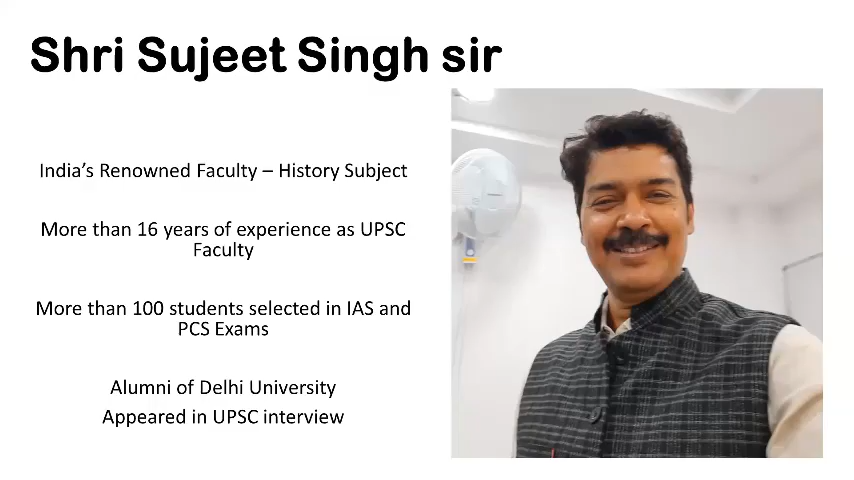 Shri Sujeet Singh sir
India’s Renowned Faculty – History Subject
More than 16 years of experience as UPSC
Faculty
More than 100 students selected in IAS and
PCS Exams
Alumni of Delhi University
Appeared in UPSC interview